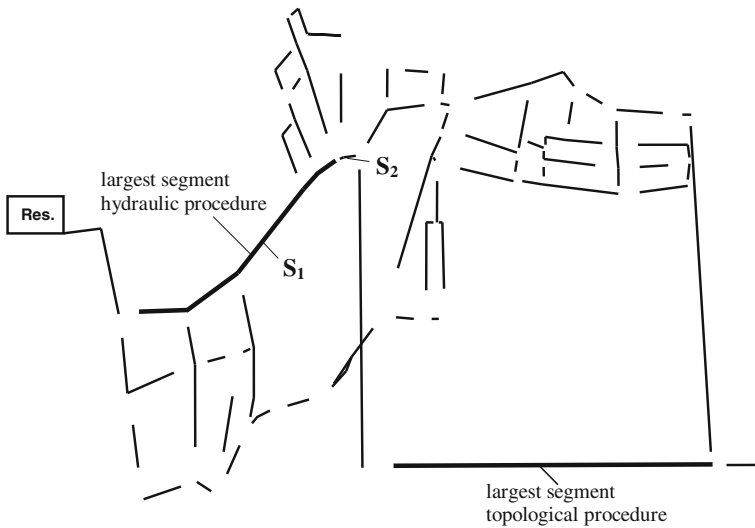 largest segment
hydraulic procedure
S2
Res.
S1
largest segment
topological procedure